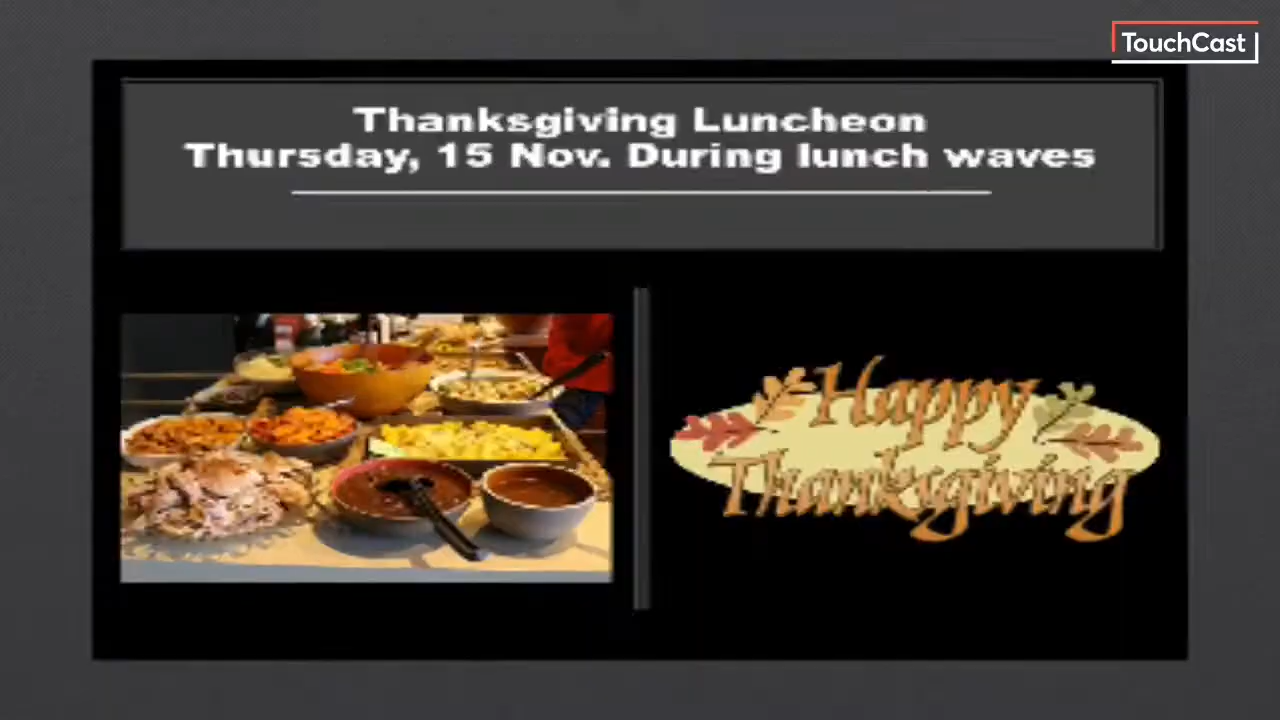 TouchCast
Thanksgiving Luncheon
Thursday, 15 Nov. During lunch waves
Happy
Thanksgiving